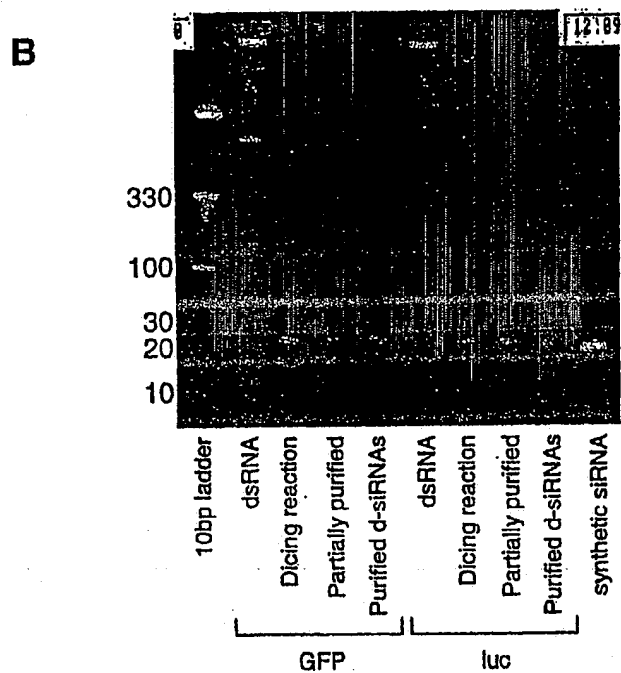 B
12:09
330
100
30
20
10
10bp ladder
dsRNA
Dicing reaction
Partially purified
Purified d-siRNAs
dsRNA
Dicing reaction
Partially purified
Purified d-siRNAs
synthetic siRNA
GFP
luc